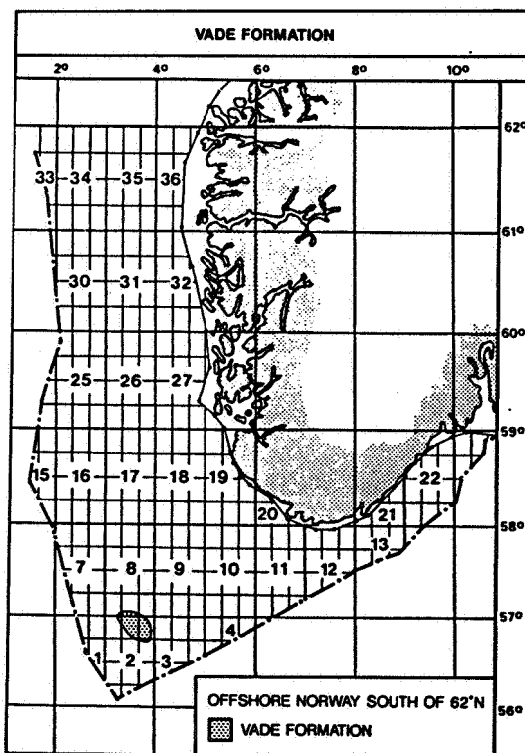 VADE FORMATION
2° 4° 6° 8° 10°
62°
33 34 35 36
61°
30 31 32
60°
25 26 27
59°
15 16 17 18 19 22
20 21
58°
13
7 8 9 10 11 12
57°
4
1 2 3
OFFSHORE NORWAY SOUTH OF 62°N
56°
VADE FORMATION